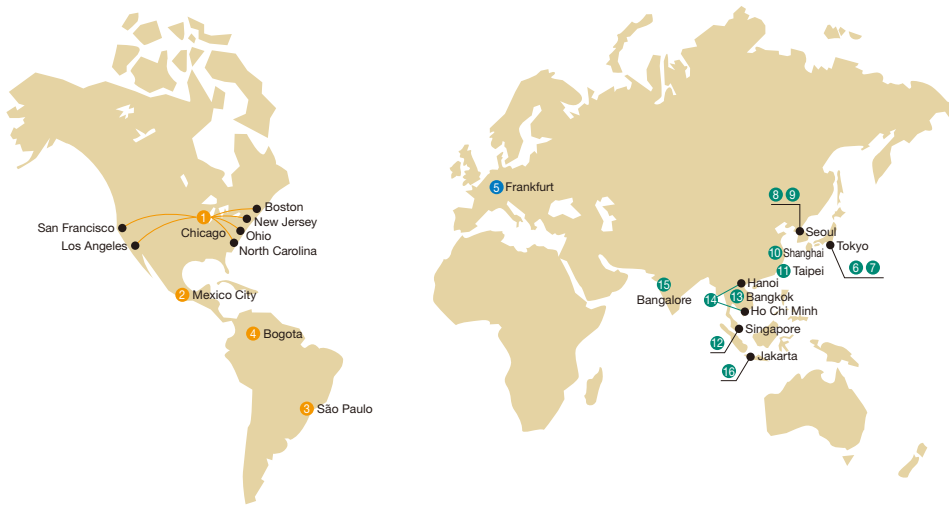 Boston
1
New Jersey
San Francisco
Chicago
Ohio
Los Angeles
North Carolina
2 Mexico City
4 Bogota
3 São Paulo
5 Frankfurt
8 9
Seoul
10 Shanghai
Tokyo
6 7
11 Taipei
15
Bangalore
Hanoi
14
13 Bangkok
Ho Chi Minh
Singapore
12
Jakarta
16